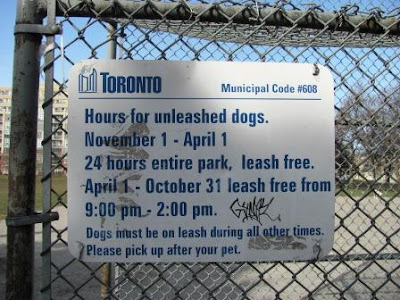 TORONTO Municipal Code #608
Hours for unleashed dogs.
November 1 - April 1
24 hours entire park, leash free.
April 1 - October 31 leash free from
9:00 pm - 2:00 pm.
Dogs must be on leash during all other times.
Please pick up after your pet.